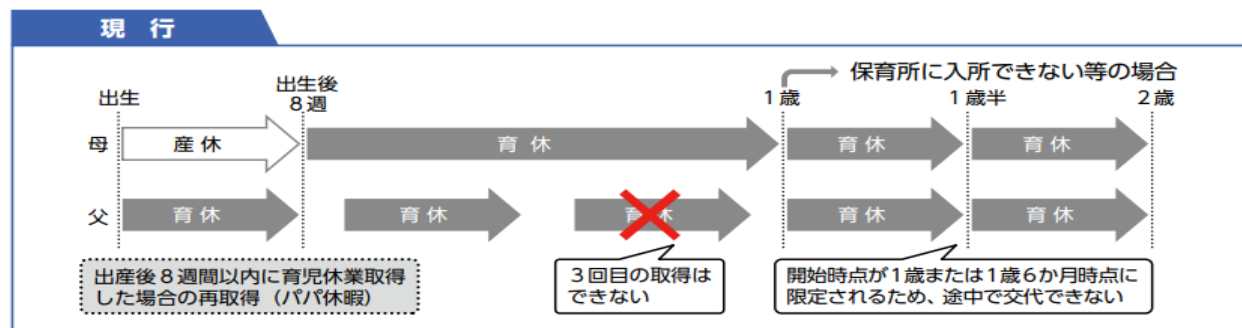 現 行
保育所に入所できない等の場合
出生
出生後
8週
1歳
1歳半
2歳
母
産休
育休
育休
育休
父
育休
育休
育休
育休
育休
出産後8週間以内に育児休業取得
した場合の再取得（パパ休暇）
3回目の取得は
できない
開始時点が1歳または1歳6か月時点に
限定されるため、途中で交代できない